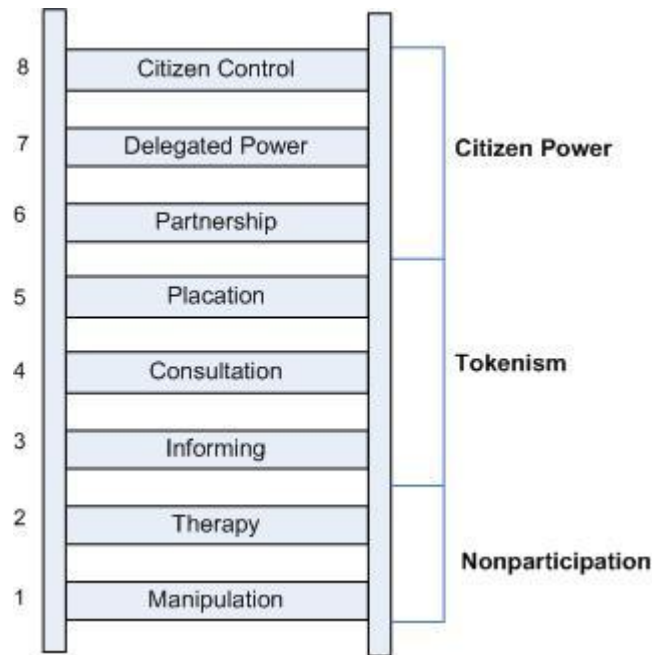 8 Citizen Control
7 Delegated Power
Citizen Power
6 Partnership
5 Placation
4 Consultation
Tokenism
3 Informing
2 Therapy
Nonparticipation
1 Manipulation